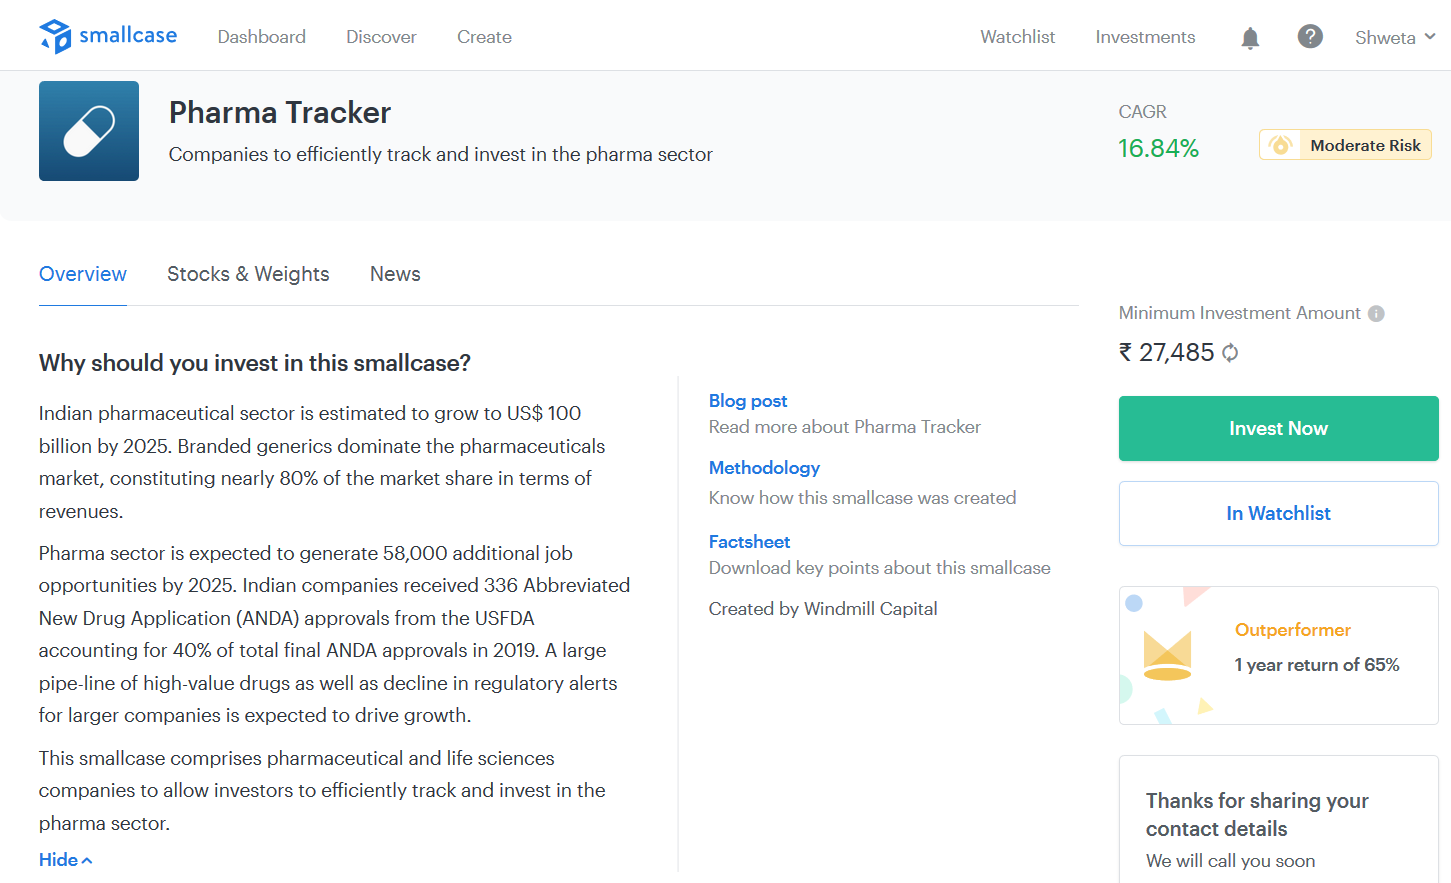 smallcase
Dashboard
Discover
Create
Watchlist
Investments
?
Shweta
Pharma Tracker
Companies to efficiently track and invest in the pharma sector
CAGR
16.84%
Moderate Risk
Overview
Stocks & Weights
News
Why should you invest in this smallcase?
Indian pharmaceutical sector is estimated to grow to US$ 100
billion by 2025. Branded generics dominate the pharmaceuticals
market, constituting nearly 80% of the market share in terms of
revenues.
Pharma sector is expected to generate 58,000 additional job
opportunities by 2025. Indian companies received 336 Abbreviated
New Drug Application (ANDA) approvals from the USFDA
accounting for 40% of total final ANDA approvals in 2019. A large
pipe-line of high-value drugs as well as decline in regulatory alerts
for larger companies is expected to drive growth.
This smallcase comprises pharmaceutical and life sciences
companies to allow investors to efficiently track and invest in the
pharma sector.
Hide
Blog post
Read more about Pharma Tracker
Methodology
Know how this smallcase was created
Factsheet
Download key points about this smallcase
Created by Windmill Capital
Minimum Investment Amount
₹ 27,485
Invest Now
In Watchlist
Outperformer
1 year return of 65%
Thanks for sharing your
contact details
We will call you soon